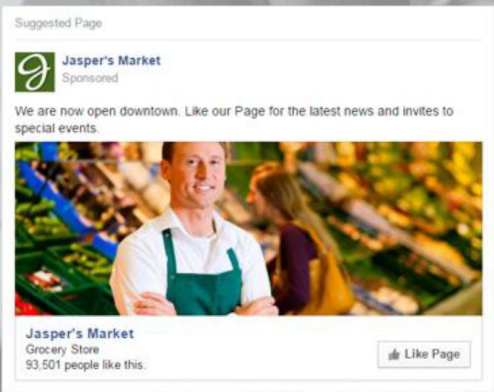 Suggested Page
Jasper's Market
Sponsored
We are now open downtown. Like our Page for the latest news and invites to
special events.
Jasper's Market
Grocery Store
93,501 people like this.
Like Page